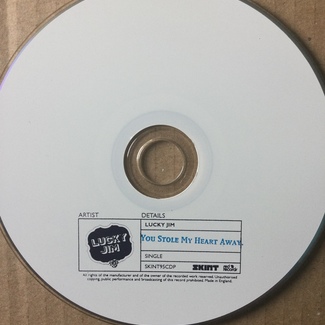 ARTIST DETAILS
LUCKY JIM
LUCKY
JIM
YOU STOLE MY HEART AWAY.
SINGLE
SKINT95CDP SKINT
All rights of the manufacturer and of the owner of the recorded work reserved. Unauthorised
copying public performance and broadcasting of this record prohibited. Made in England.